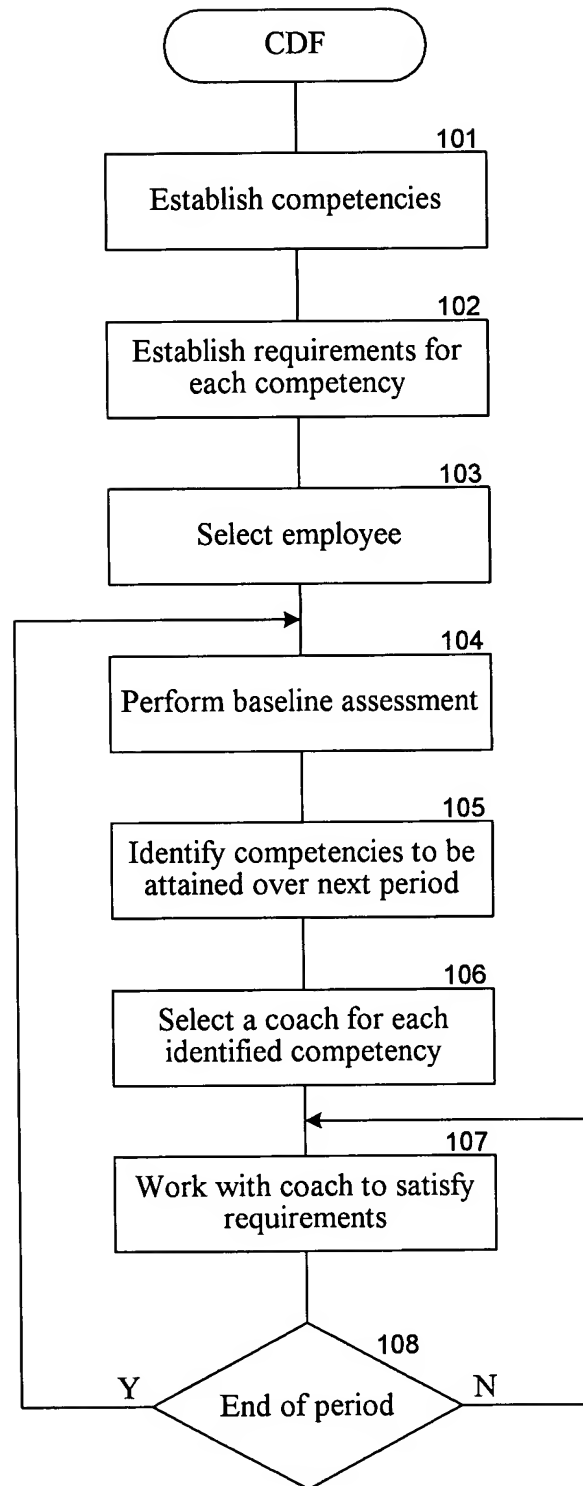 CDF
101
Establish competencies
102
Establish requirements for
each competency
103
Select employee
104
Perform baseline assessment
105
Identify competencies to be
attained over next period
106
Select a coach for each
identified competency
107
Work with coach to satisfy
requirements
108
Y
End of period
N